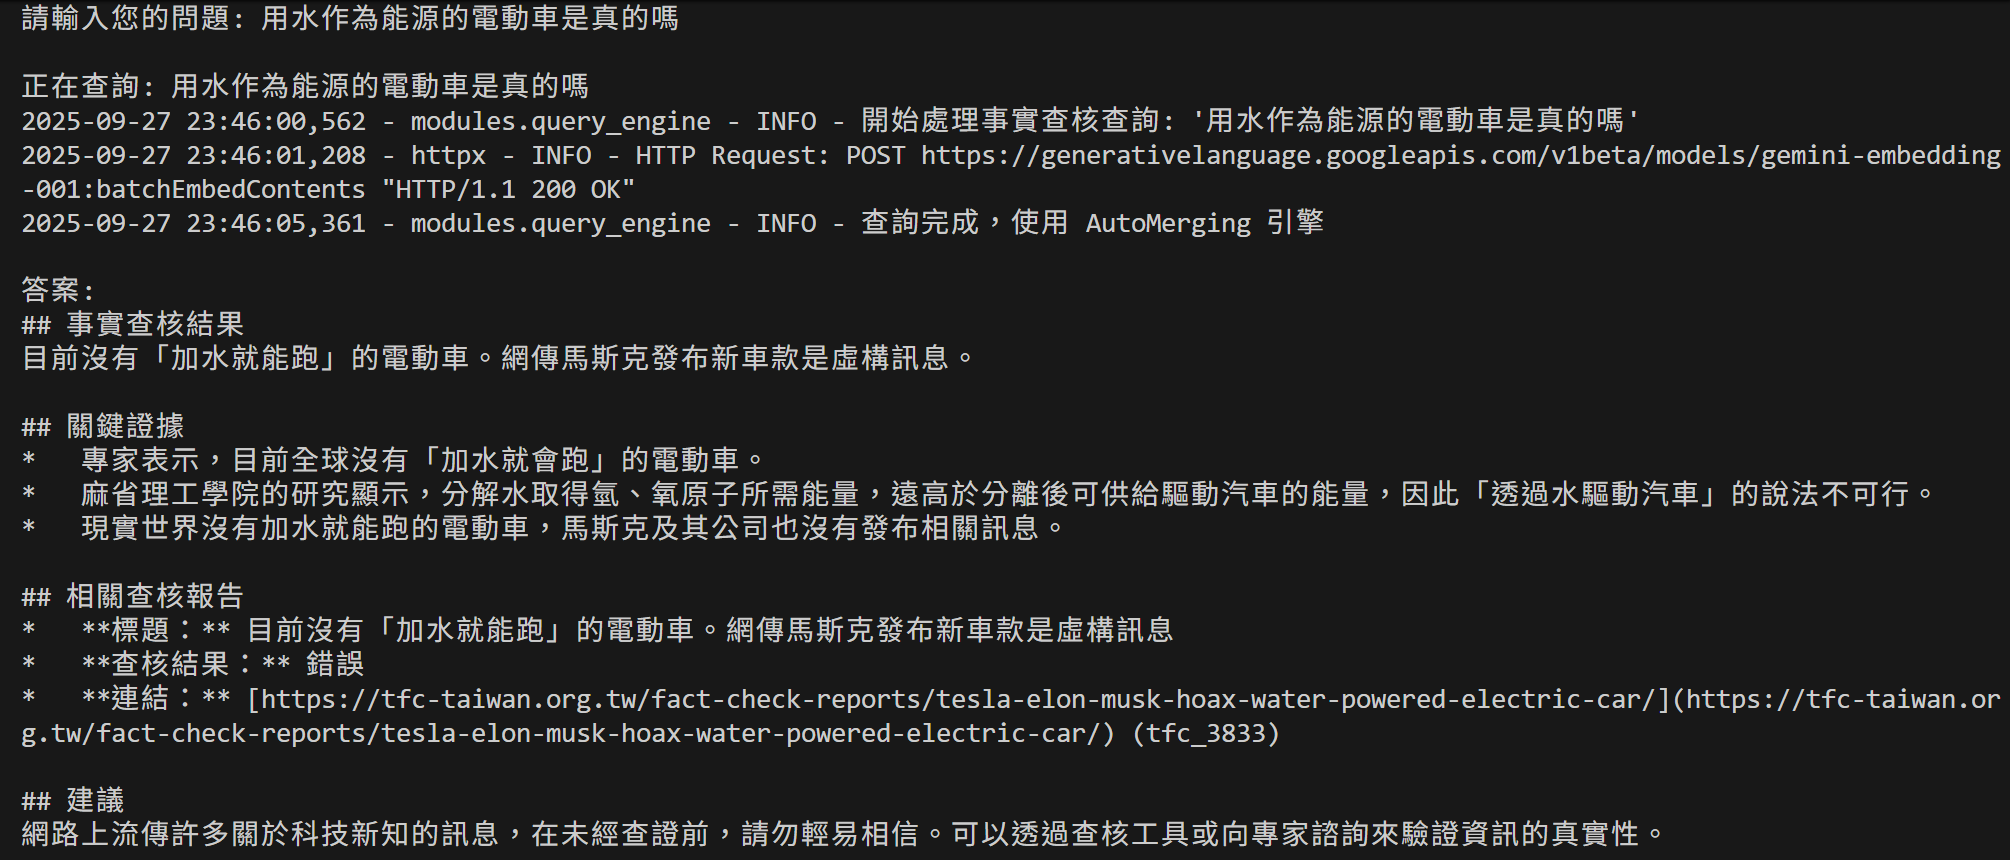 請輸入您的問題: 用水作為能源的電動車是真的嗎
正在查詢: 用水作為能源的電動車是真的嗎
2025-09-27 23:46:00,562 - modules.query_engine - INFO - 開始處理事實查核查詢: '用水作為能源的電動車是真的嗎'
2025-09-27 23:46:01,208 - httpx - INFO - HTTP Request: POST https://generativelanguage.googleapis.com/v1beta/models/gemini-embedding
-001:batchEmbedContents "HTTP/1.1 200 OK"
2025-09-27 23:46:05,361 - modules.query_engine - INFO - 查詢完成，使用 AutoMerging 引擎
答案:
## 事實查核結果
目前沒有「加水就能跑」的電動車。網傳馬斯克發布新車款是虛構訊息。
## 關鍵證據
*   專家表示，目前全球沒有「加水就會跑」的電動車。
*   麻省理工學院的研究顯示，分解水取得氫、氧原子所需能量，遠高於分離後可供給驅動汽車的能量，因此「透過水驅動汽車」的說法不可行。
*   現實世界沒有加水就能跑的電動車，馬斯克及其公司也沒有發布相關訊息。
## 相關查核報告
*   **標題：** 目前沒有「加水就能跑」的電動車。網傳馬斯克發布新車款是虛構訊息
*   **查核結果：** 錯誤
*   **連結：** [https://tfc-taiwan.org.tw/fact-check-reports/tesla-elon-musk-hoax-water-powered-electric-car/](https://tfc-taiwan.or
g.tw/fact-check-reports/tesla-elon-musk-hoax-water-powered-electric-car/) (tfc_3833)
## 建議
網路上流傳許多關於科技新知的訊息，在未經查證前，請勿輕易相信。可以透過查核工具或向專家諮詢來驗證資訊的真實性。